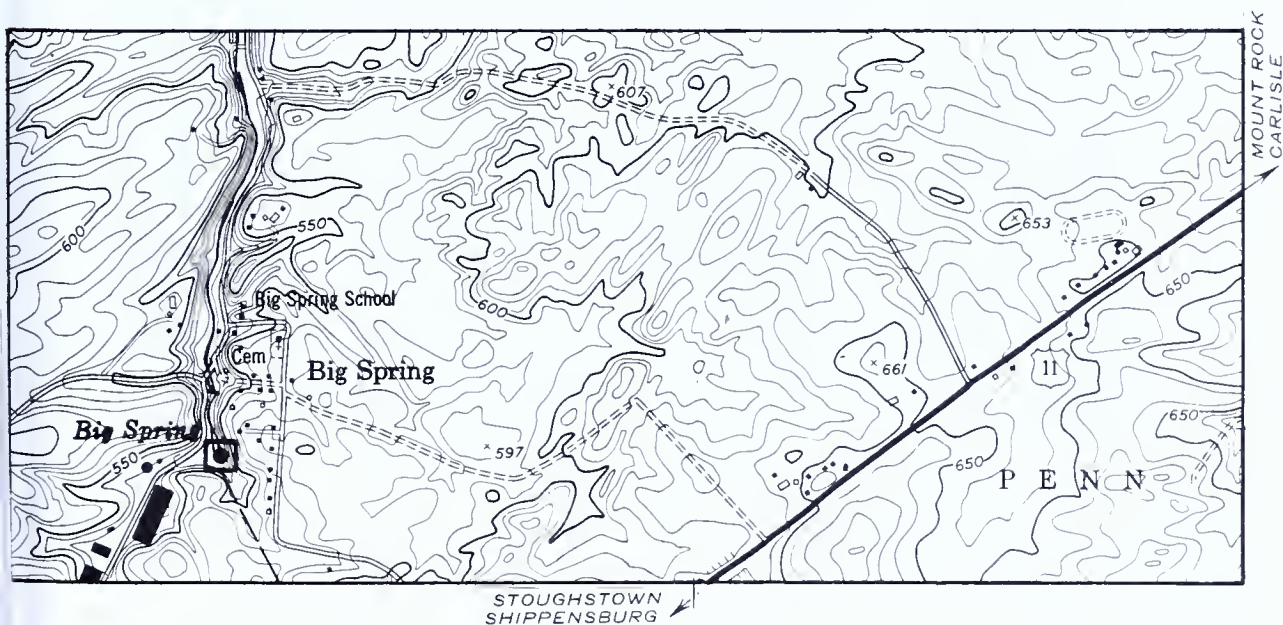 MOUNT ROCK
CARLISLE
607
550
653
600
Big Spring School
600
650
Cem
Big Spring
661
11
Big Spring
650
550
597
650
PENN
STOUGHSTOWN
SHIPPENSBURG